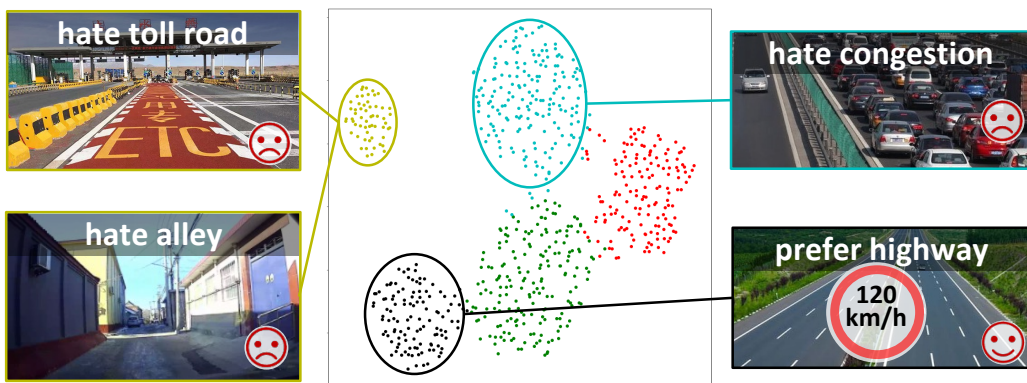 hate toll road
ETC
hate alley
hate congestion
prefer highway
120
km/h